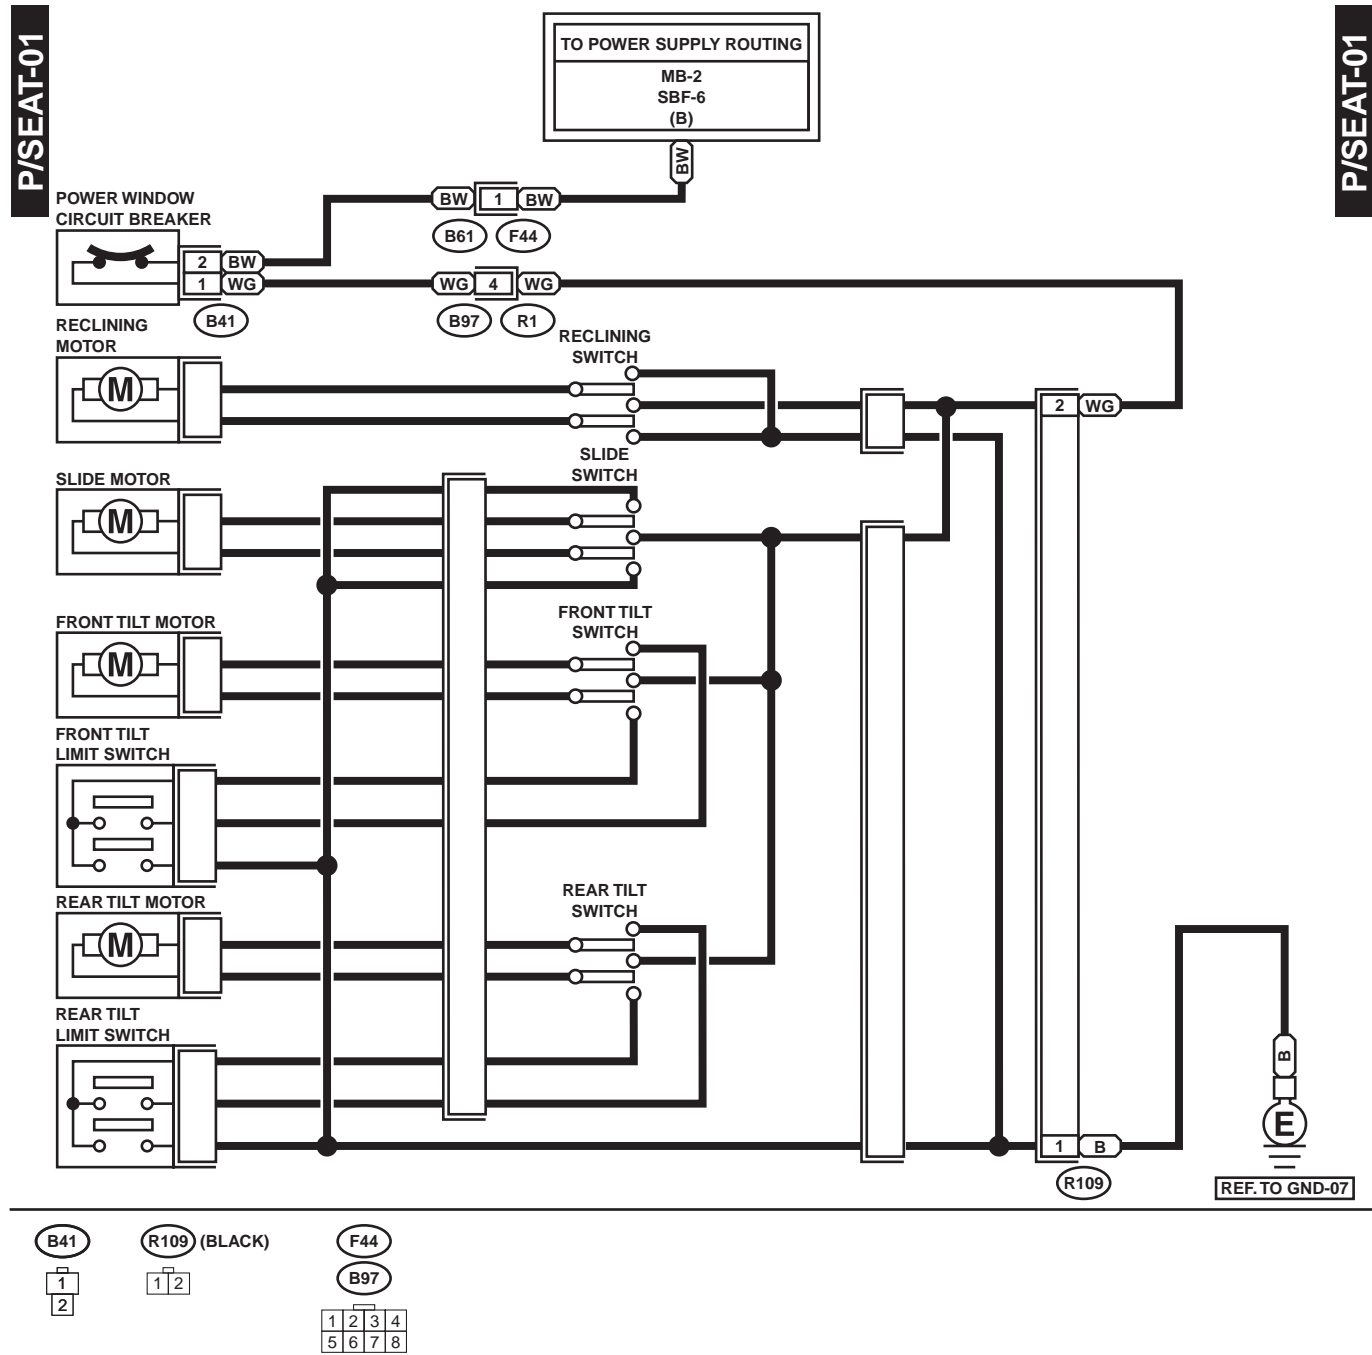 P/SEAT-01
P/SEAT-01
TO POWER SUPPLY ROUTING
MB-2
SBF-6
(B)
BW
POWER WINDOW
CIRCUIT BREAKER
BW 1 BW
B61 F44
2 BW
1 WG
WG 4 WG
B41
B97 R1
RECLINING
MOTOR
M
RECLINING
SWITCH
2 WG
SLIDE MOTOR
M
SLIDE
SWITCH
FRONT TILT MOTOR
M
FRONT TILT
SWITCH
FRONT TILT
LIMIT SWITCH
REAR TILT MOTOR
M
REAR TILT
SWITCH
REAR TILT
LIMIT SWITCH
B
E
1 B
R109
REF. TO GND-07
B41
R109 (BLACK)
F44
B97
1
2
1 2
1 2 3 4
5 6 7 8